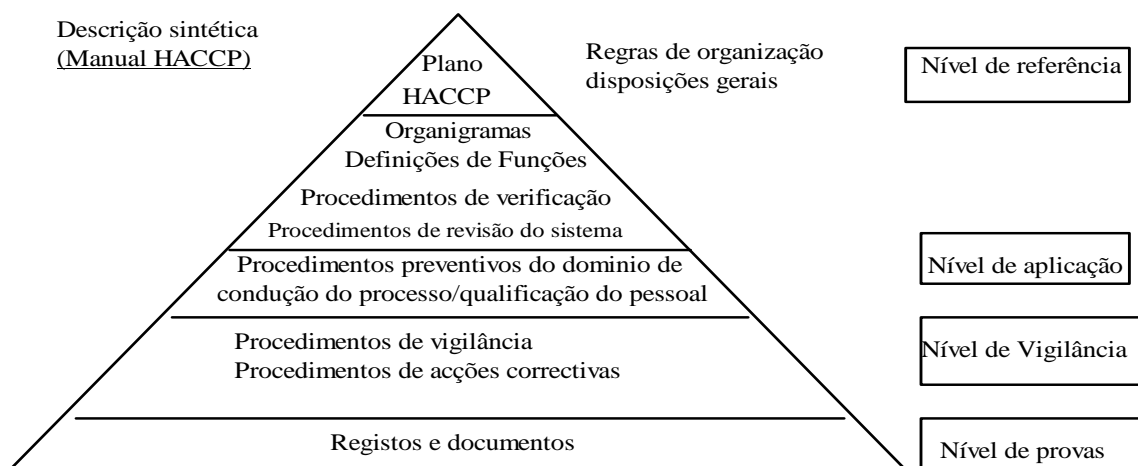 Descrição sintética
(Manual HACCP)
Plano
HACCP
Regras de organização
disposições gerais
Nível de referência
Organigramas
Definições de Funções
Procedimentos de verificação
Procedimentos de revisão do sistema
Procedimentos preventivos do dominio de
condução do processo/qualificação do pessoal
Nível de aplicação
Procedimentos de vigilância
Procedimentos de acções correctivas
Nível de Vigilância
Registos e documentos
Nível de provas